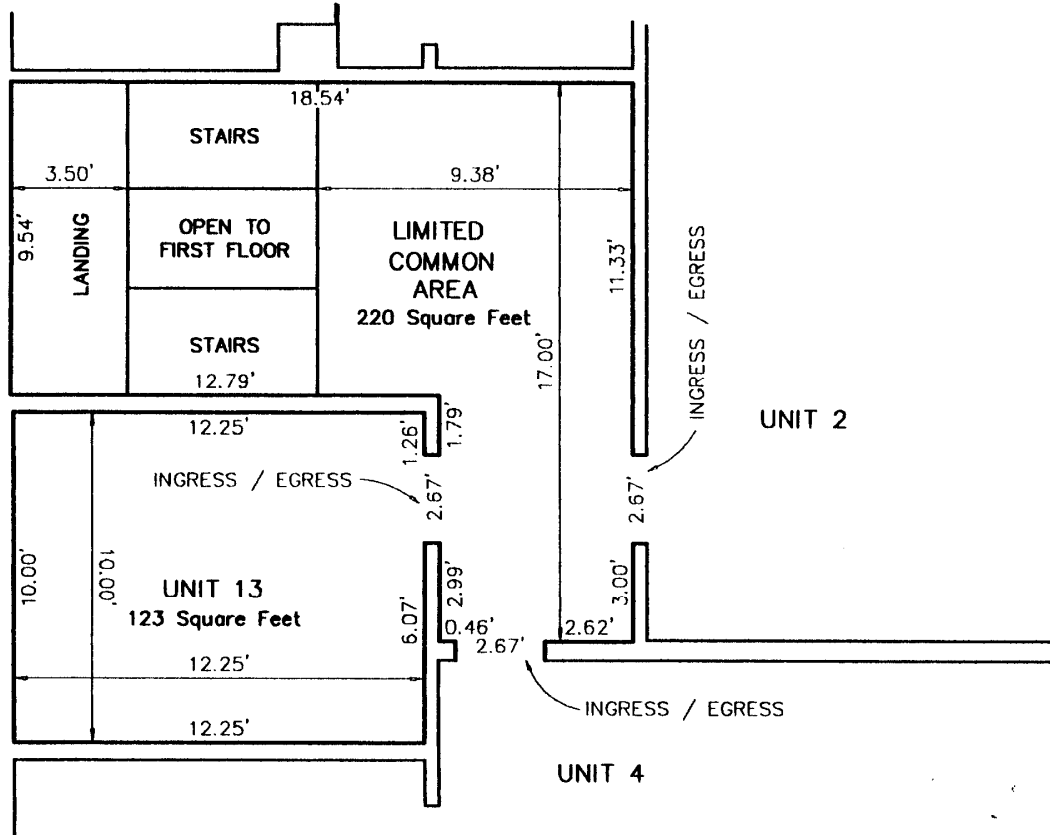 18.54'
STAIRS
3.50'
9.38'
9.54'
LANDING
OPEN TO
FIRST FLOOR
LIMITED
COMMON
AREA
220 Square Feet
11.33'
INGRESS / EGRESS
STAIRS
12.79'
17.00'
UNIT 2
12.25'
1.26'
1.79'
INGRESS / EGRESS
2.67'
2.67'
10.00'
10.00'
UNIT 13
123 Square Feet
6.07'
2.99'
3.00'
0.46'
2.67'
2.62'
12.25'
INGRESS / EGRESS
12.25'
UNIT 4